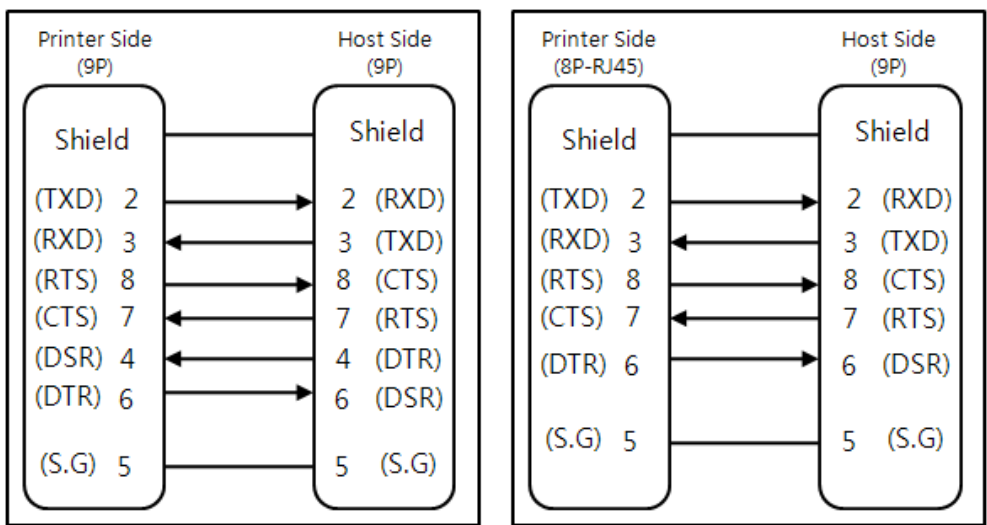 Printer Side
(9P)
Host Side
(9P)
Shield
Shield
(TXD) 2
2 (RXD)
(RXD) 3
3 (TXD)
(RTS) 8
8 (CTS)
(CTS) 7
7 (RTS)
(DSR) 4
4 (DTR)
(DTR) 6
6 (DSR)
(S.G) 5
5 (S.G)
Printer Side
(8P-RJ45)
Host Side
(9P)
Shield
Shield
(TXD) 2
2 (RXD)
(RXD) 3
3 (TXD)
(RTS) 8
8 (CTS)
(CTS) 7
7 (RTS)
(DTR) 6
6 (DSR)
(S.G) 5
5 (S.G)